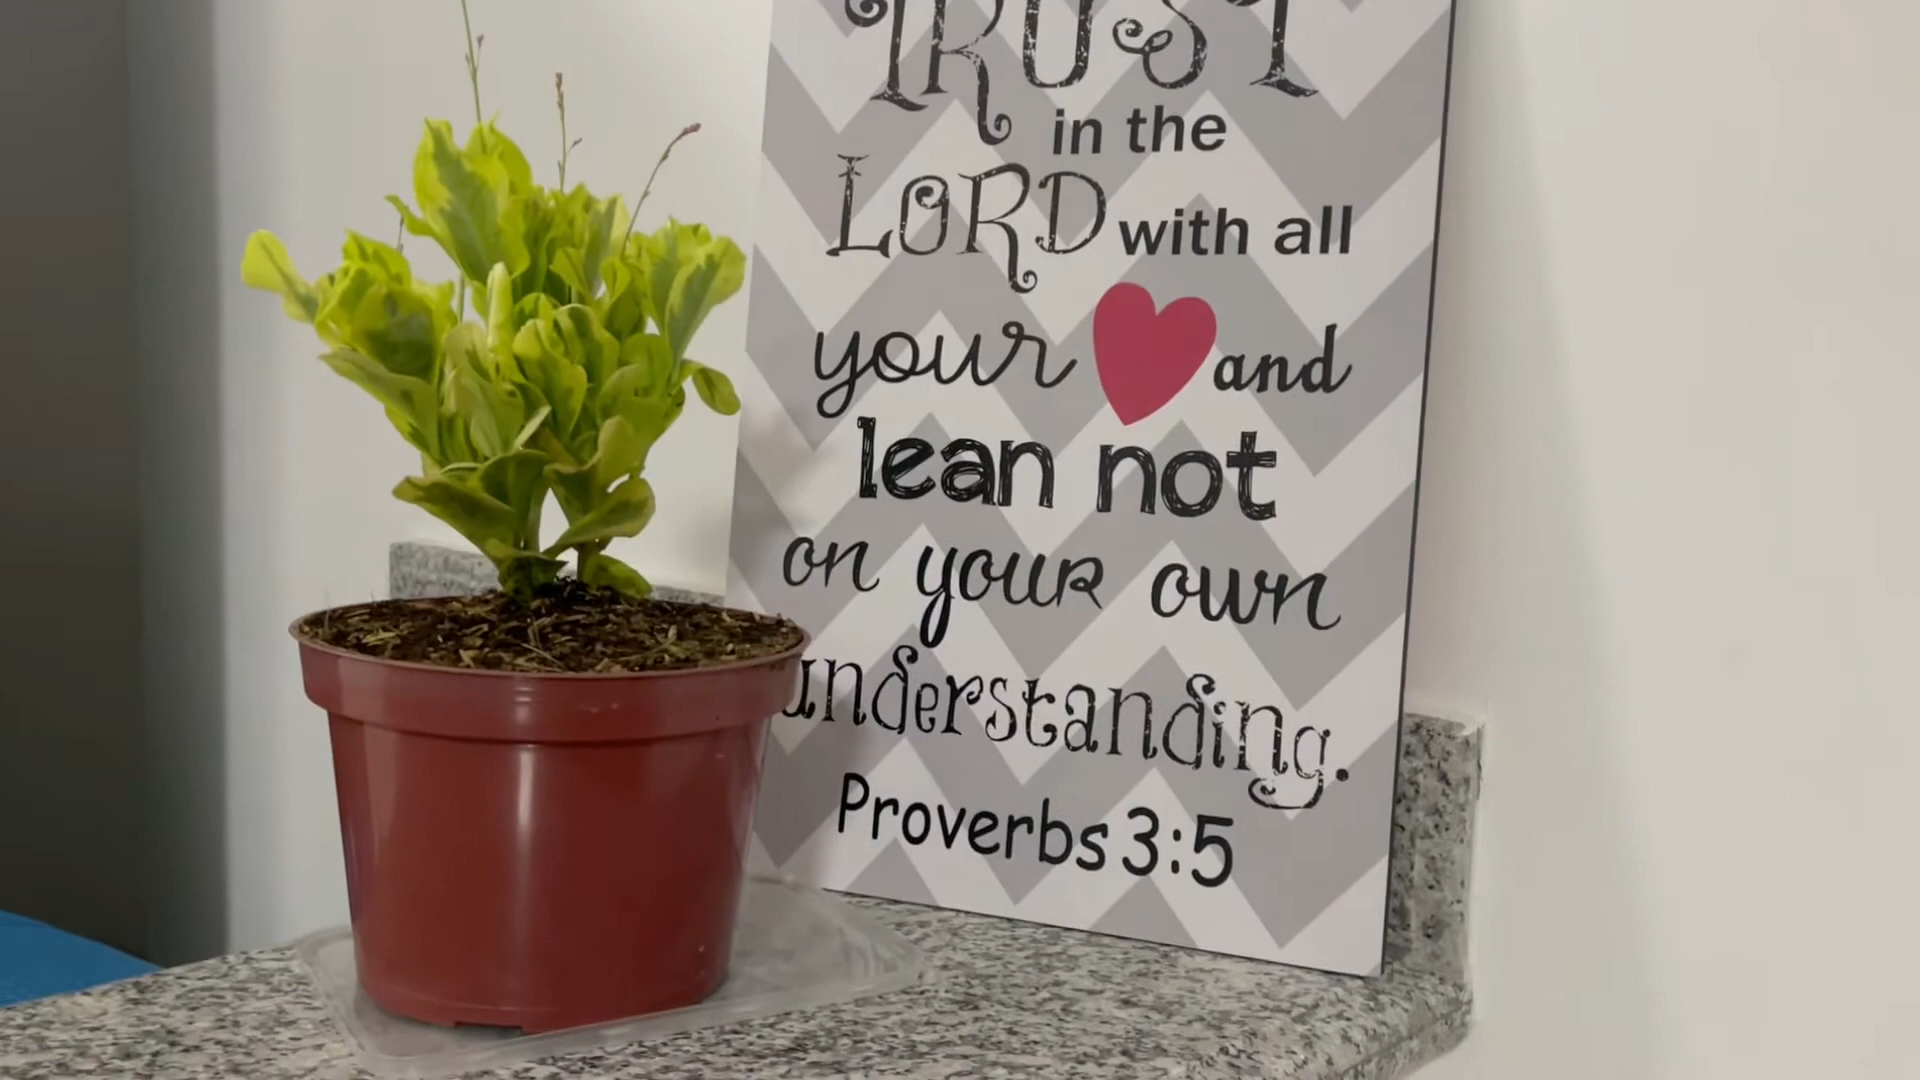 TRUST
in the
LORD with all
your and
lean not
on your own
understanding.
Proverbs 3:5